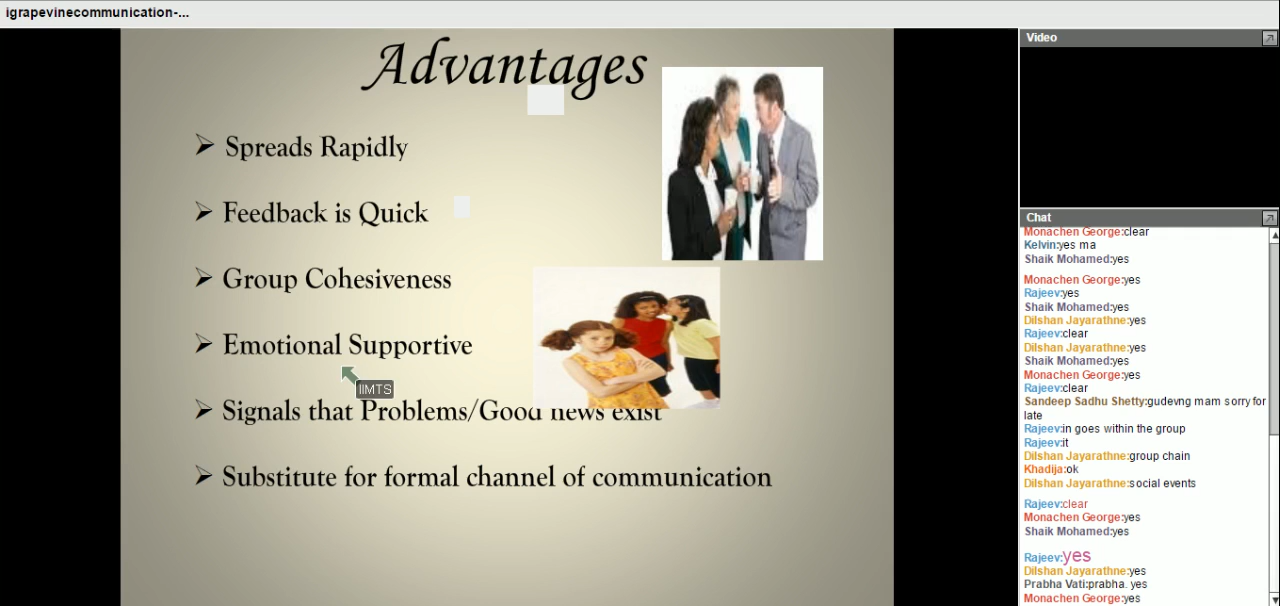 igrapevinecommunication-...
Advantages
Spreads Rapidly
Feedback is Quick
Group Cohesiveness
Emotional Supportive
IIMTS
Signals that Problems/Good news exist
Substitute for formal channel of communication
Video
Chat
Monachen George:clear
Kelvin:yes ma
Shaik Mohamed:yes
Monachen George:yes
Rajeev:yes
Shaik Mohamed:yes
Dilshan Jayarathne:yes
Rajeev:clear
Dilshan Jayarathne:yes
Shaik Mohamed:yes
Monachen George:yes
Rajeev:clear
Sandeep Sadhu Shetty:gudevng mam sorry for
late
Rajeev:in goes within the group
Rajeev:it
Dilshan Jayarathne:group chain
Khadija:ok
Dilshan Jayarathne:social events
Rajeev:clear
Monachen George:yes
Shaik Mohamed:yes
Rajeev:yes
Dilshan Jayarathne:yes
Prabha Vati:prabha. yes
Monachen George:yes